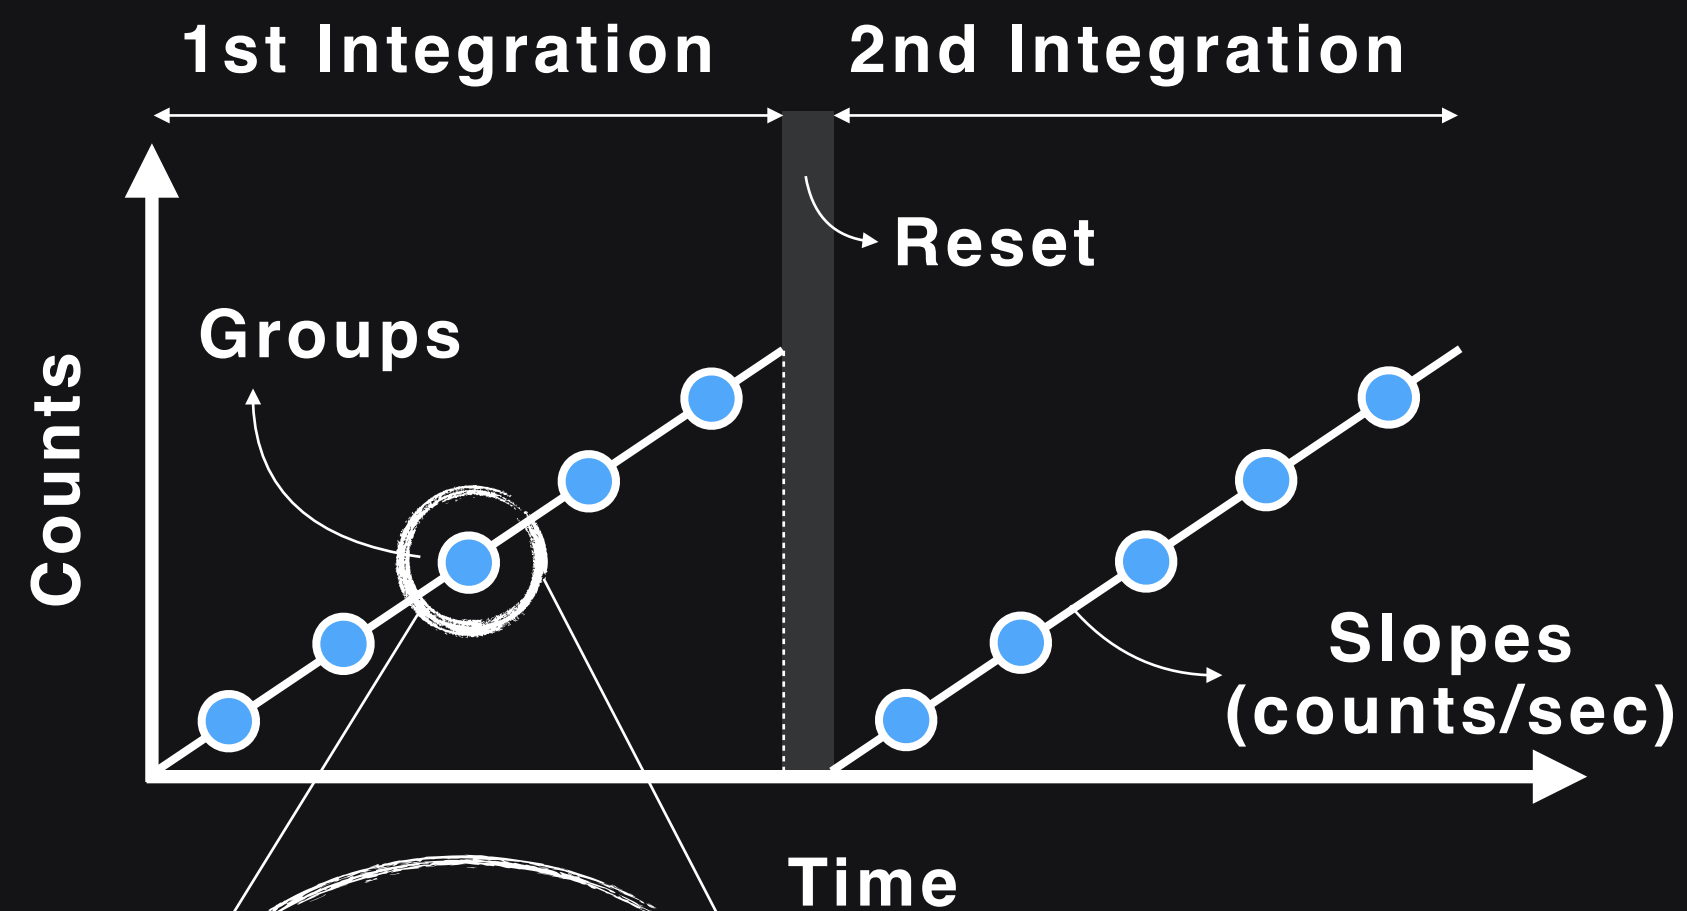 1st Integration
2nd Integration
Reset
Groups
Counts
Slopes
(counts/sec)
Time